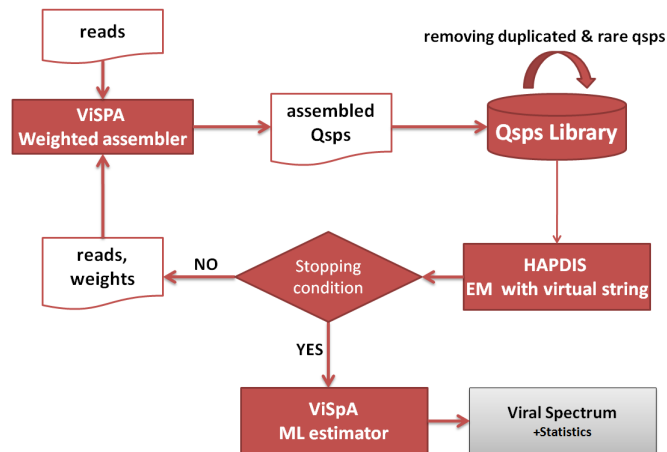 reads
removing duplicated & rare qsps
ViSPA
Weighted assembler
assembled
Qsps
Qsps Library
reads,
weights
NO
Stopping
condition
HAPDIS
EM with virtual string
YES
ViSpA
ML estimator
Viral Spectrum
+Statistics